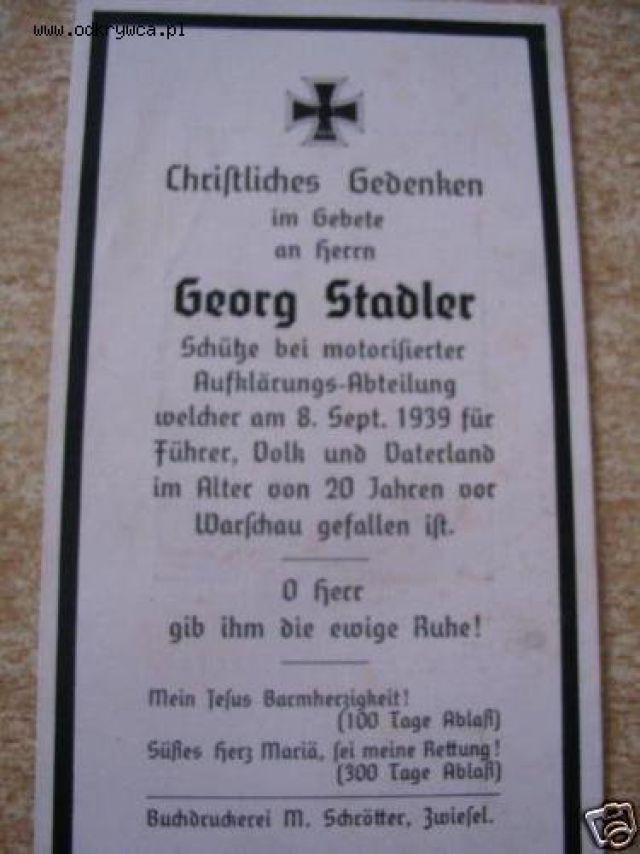 www.odkrywca.pl
Chriſtliches Gedenken
im Gebete
an Herrn
Georg Stadler
Schütze bei motoriſierter
Aufklärungs-Abteilung
welcher am 8. Sept. 1939 für
Führer, Volk und Vaterland
im Alter von 20 Jahren vor
Warſchau gefallen iſt.
O Herr
gib ihm die ewige Ruhe!
Mein Jeſus Barmherzigkeit!
(100 Tage Ablaß)
Süßes Herz Mariä, ſei meine Rettung!
(300 Tage Ablaß)
Buchdruckerei M. Schrötter, Zwieſel.